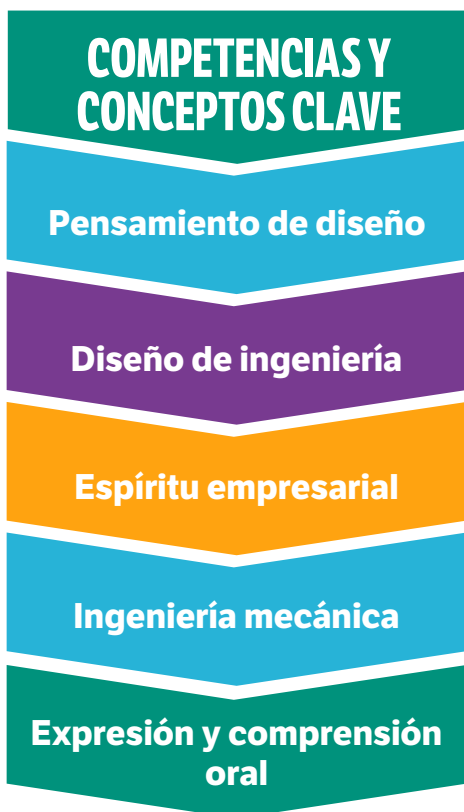 COMPETENCIAS Y
CONCEPTOS CLAVE
Pensamiento de diseño
Diseño de ingeniería
Espíritu empresarial
Ingeniería mecánica
Expresión y comprensión
oral